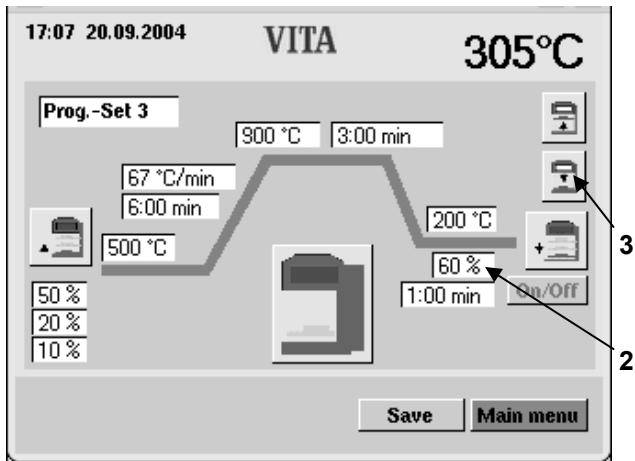 17:07 20.09.2004
VITA
305°C
Prog.-Set 3
900 °C
3:00 min
67 °C/min
6:00 min
500 °C
200 °C
3
60 %
50 %
1:00 min
On/Off
20 %
10 %
2
Save
Main menu